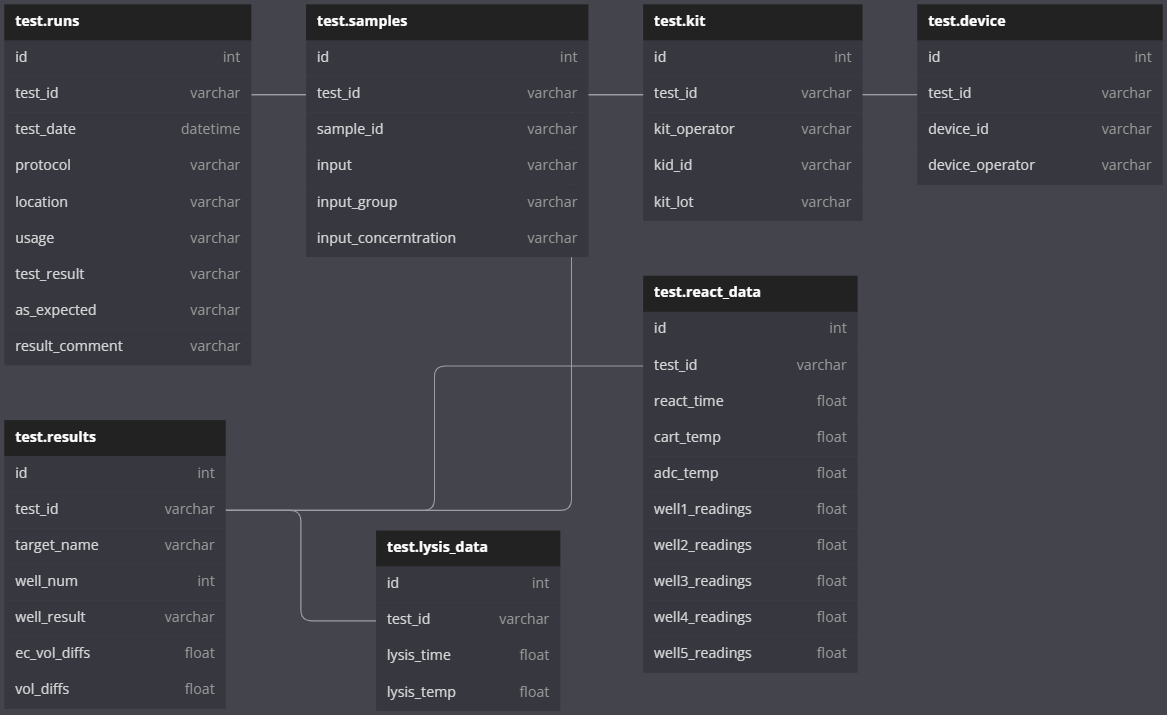 test.runs
id int
test_id varchar
test_date datetime
protocol varchar
location varchar
usage varchar
test_result varchar
as_expected varchar
result_comment varchar
test.samples
id int
test_id varchar
sample_id varchar
input varchar
input_group varchar
input_concerntration varchar
test.kit
id int
test_id varchar
kit_operator varchar
kid_id varchar
kit_lot varchar
test.device
id int
test_id varchar
device_id varchar
device_operator varchar
test.react_data
id int
test_id varchar
react_time float
cart_temp float
adc_temp float
well1_readings float
well2_readings float
well3_readings float
well4_readings float
well5_readings float
test.results
id int
test_id varchar
target_name varchar
well_num int
well_result varchar
ec_vol_diffs float
vol_diffs float
test.lysis_data
id int
test_id varchar
lysis_time float
lysis_temp float